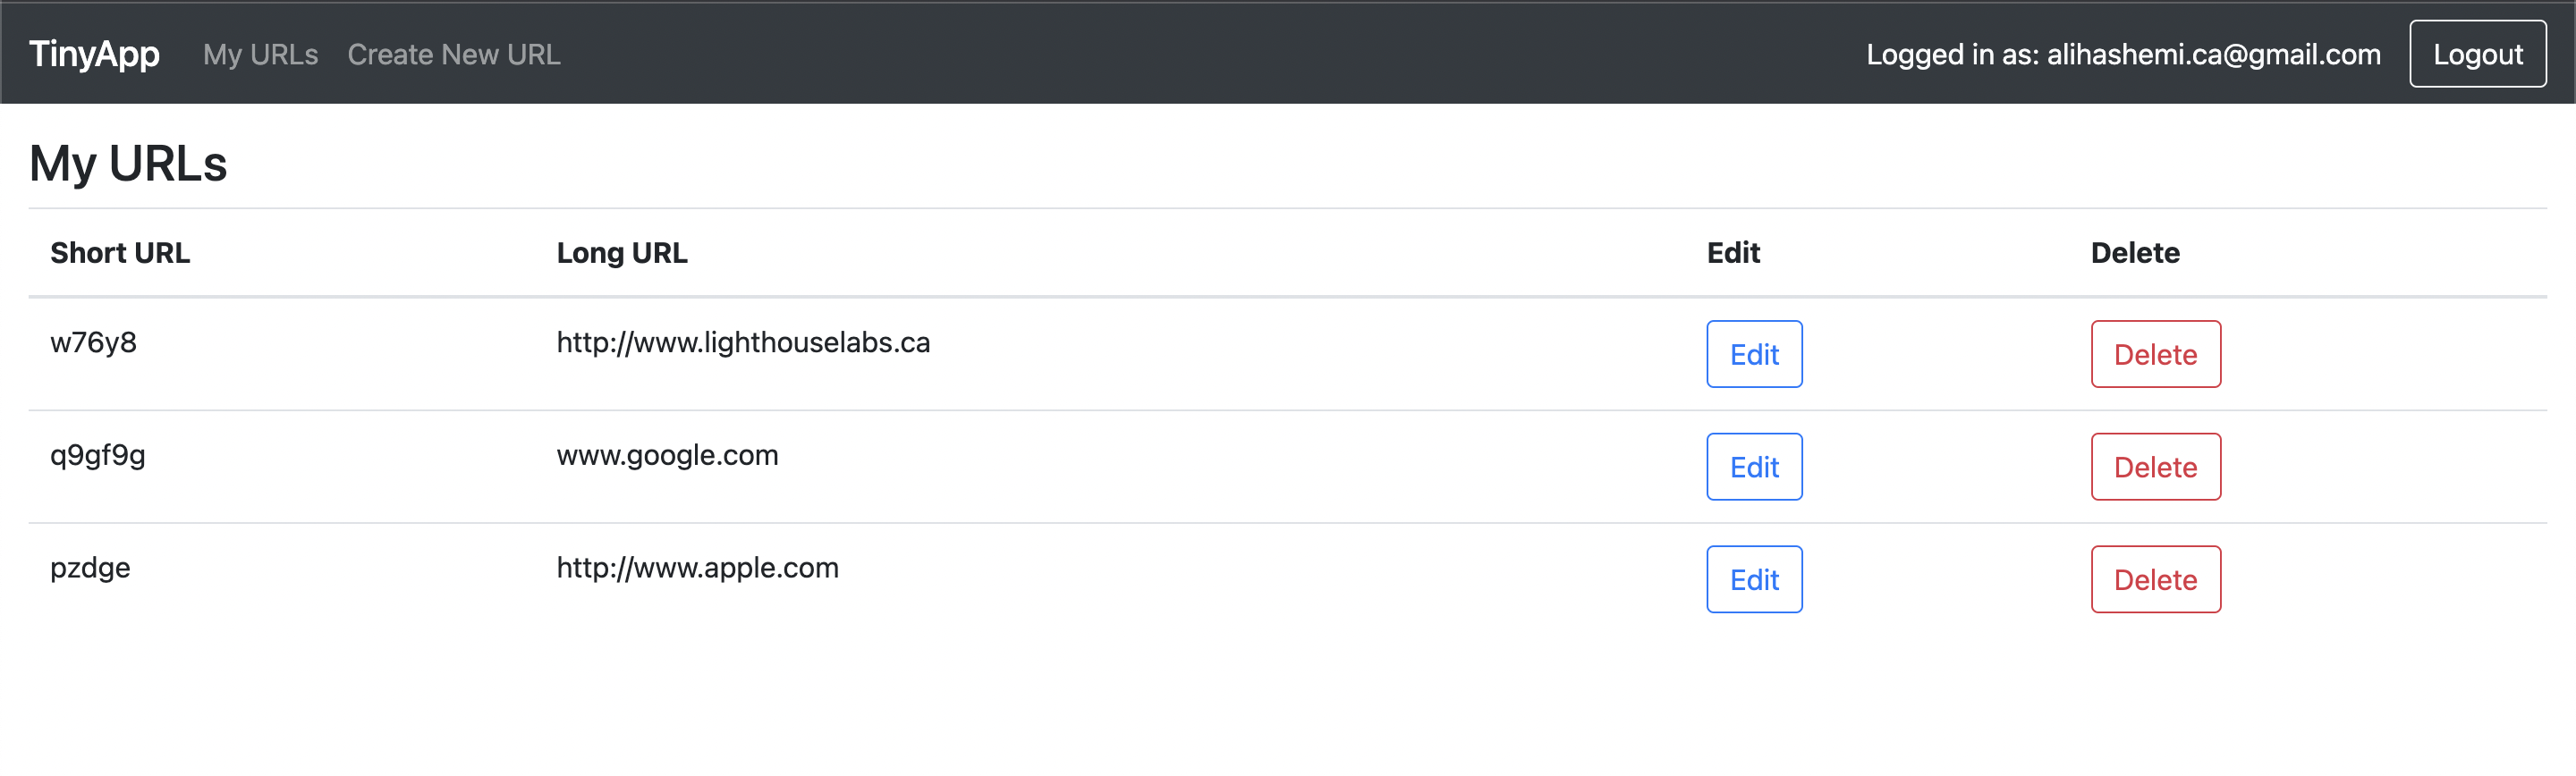 TinyApp My URLs Create New URL Logged in as: alihashemi.ca@gmail.com Logout
My URLs
Short URL Long URL Edit Delete
w76y8 http://www.lighthouselabs.ca Edit Delete
q9gf9g www.google.com Edit Delete
pzdge http://www.apple.com Edit Delete